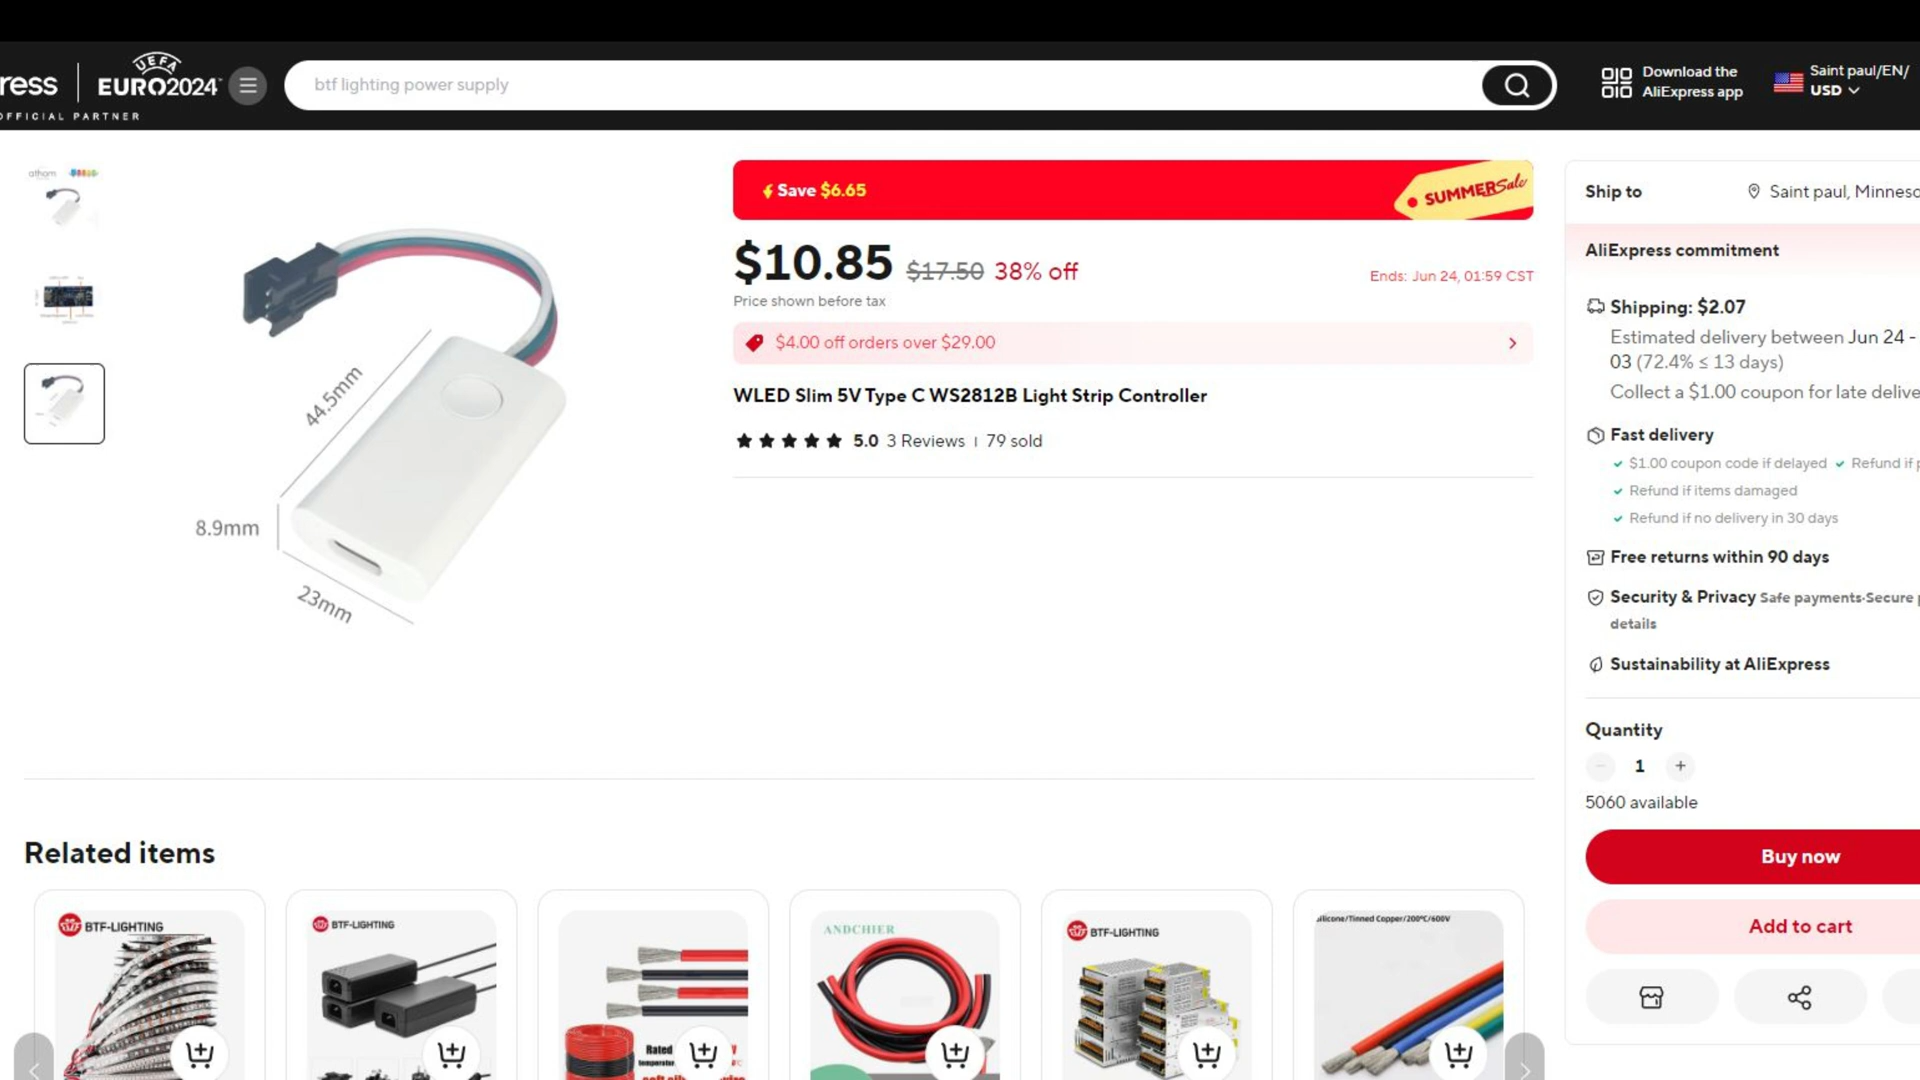 ress
UEFA
EURO2024
OFFICIAL PARTNER
btf lighting power supply
Download the
AliExpress app
Saint paul/EN/
USD
athom
44.5mm
8.9mm
23mm
Save $6.65
SUMMER Sale
$10.85 $17.50 38% off
Ends: Jun 24, 01:59 CST
Price shown before tax
$4.00 off orders over $29.00
WLED Slim 5V Type C WS2812B Light Strip Controller
5.0 3 Reviews 79 sold
Ship to
Saint paul, Minneso
AliExpress commitment
Shipping: $2.07
Estimated delivery between Jun 24 -
03 (72.4% ≤ 13 days)
Collect a $1.00 coupon for late delive
Fast delivery
$1.00 coupon code if delayed Refund if p
Refund if items damaged
Refund if no delivery in 30 days
Free returns within 90 days
Security & Privacy Safe payments·Secure p
details
Sustainability at AliExpress
Quantity
1
5060 available
Buy now
Add to cart
Related items
BTF-LIGHTING
BTF-LIGHTING
Rated
temperature
ANDCHIER
BTF-LIGHTING
ilicone/Tinned Copper/200°C/600V